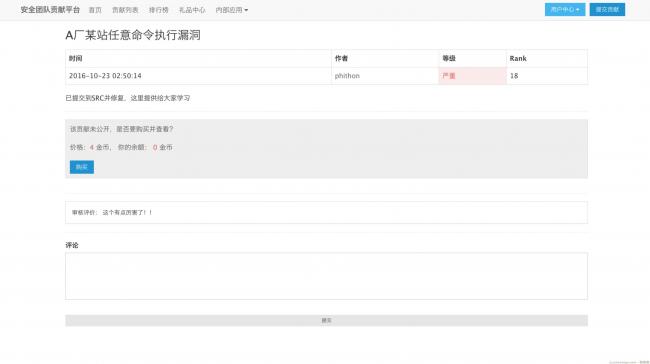 安全团队贡献平台 首页 贡献列表 排行榜 礼品中心 内部应用 用户中心 提交贡献
A厂某站任意命令执行漏洞
时间 作者 等级 Rank
2016-10-23 02:50:14 phithon 严重 18
已提交到SRC并修复，这里提供给大家学习
该贡献未公开，是否要购买并查看？
价格：4 金币， 你的余额： 0 金币
购买
审核评价： 这个有点厉害了！！
评论
提交